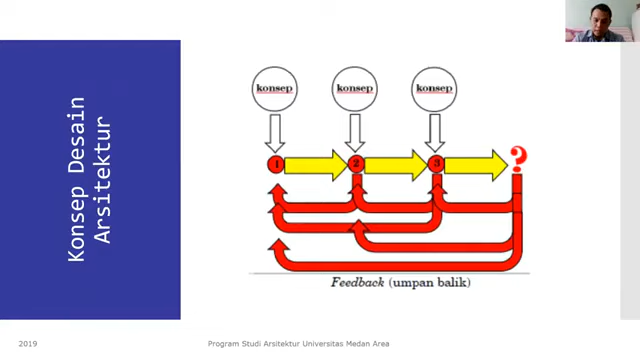 Konsep Desain
Arsitektur
konsep
konsep
konsep
1
2
3
?
Feedback (umpan balik)
2019
Program Studi Arsitektur Universitas Medan Area